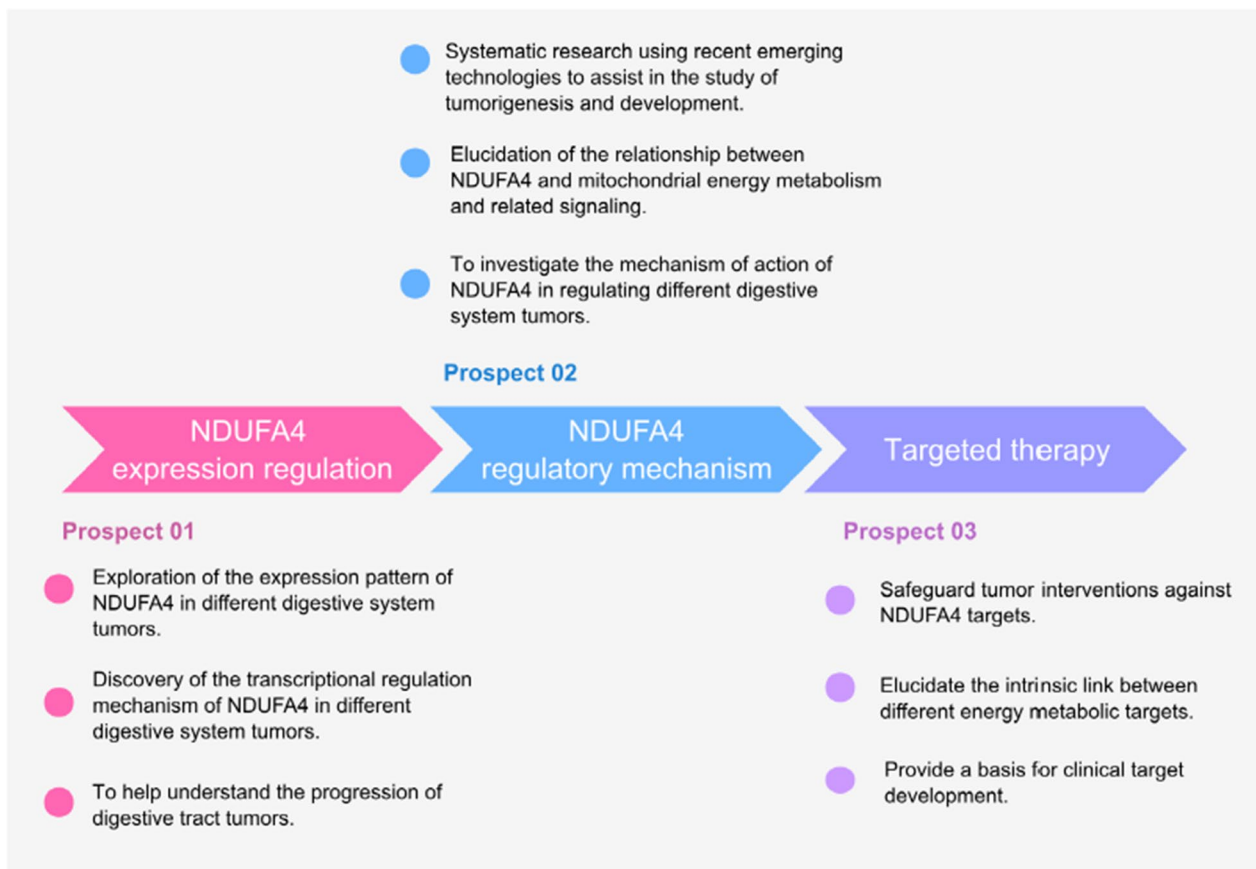 Systematic research using recent emerging
technologies to assist in the study of
tumorigenesis and development.
Elucidation of the relationship between
NDUFA4 and mitochondrial energy metabolism
and related signaling.
To investigate the mechanism of action of
NDUFA4 in regulating different digestive
system tumors.
Prospect 02
NDUFA4
expression regulation
NDUFA4
regulatory mechanism
Targeted therapy
Prospect 01
Exploration of the expression pattern of
NDUFA4 in different digestive system
tumors.
Discovery of the transcriptional regulation
mechanism of NDUFA4 in different
digestive system tumors.
To help understand the progression of
digestive tract tumors.
Prospect 03
Safeguard tumor interventions against
NDUFA4 targets.
Elucidate the intrinsic link between
different energy metabolic targets.
Provide a basis for clinical target
development.